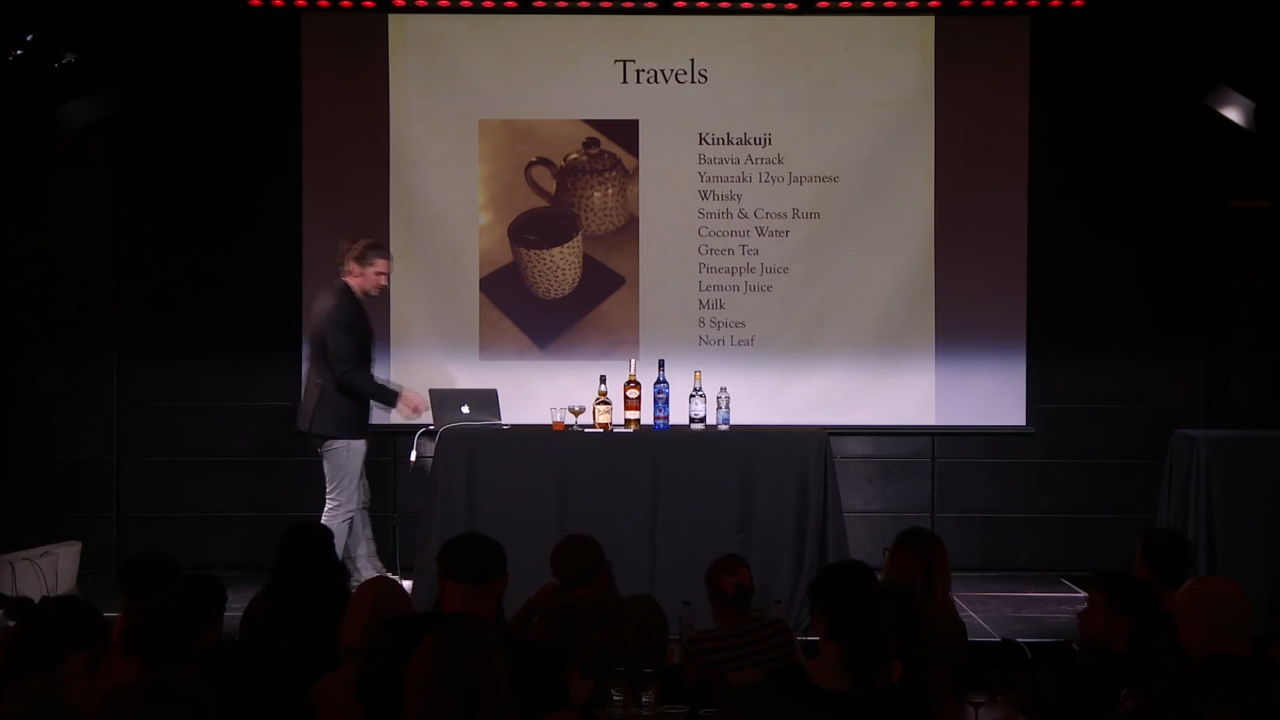 Travels
Kinkakuji
Batavia Arrack
Yamazaki 12yo Japanese
Whisky
Smith & Cross Rum
Coconut Water
Green Tea
Pineapple Juice
Lemon Juice
Milk
8 Spices
Nori Leaf